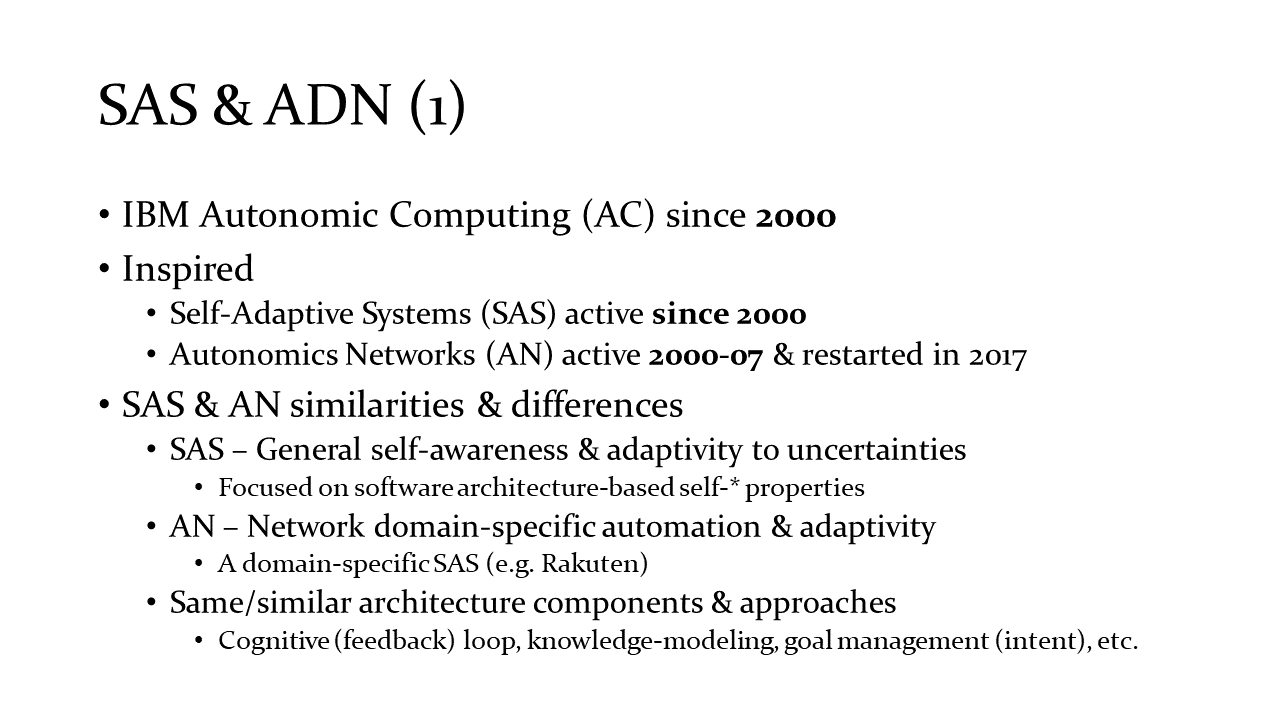 SAS & ADN (1)
• IBM Autonomic Computing (AC) since 2000
• Inspired
• Self-Adaptive Systems (SAS) active since 2000
• Autonomics Networks (AN) active 2000-07 & restarted in 2017
• SAS & AN similarities & differences
• SAS – General self-awareness & adaptivity to uncertainties
• Focused on software architecture-based self-* properties
• AN – Network domain-specific automation & adaptivity
• A domain-specific SAS (e.g. Rakuten)
• Same/similar architecture components & approaches
• Cognitive (feedback) loop, knowledge-modeling, goal management (intent), etc.